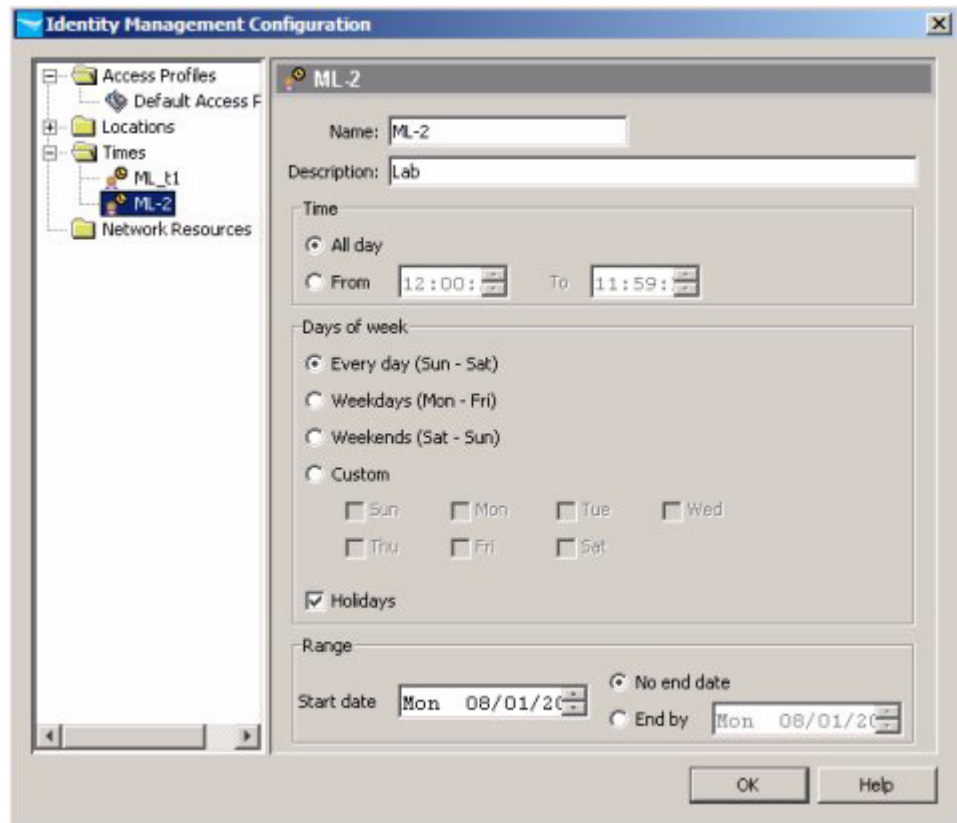 Identity Management Configuration
Access Profiles
Default Access F
Locations
Times
ML_t1
ML-2
Network Resources
ML-2
Name: ML-2
Description: Lab
Time
All day
From 12:00: To 11:59:
Days of week
Every day (Sun - Sat)
Weekdays (Mon - Fri)
Weekends (Sat - Sun)
Custom
Sun Mon Tue Wed
Thu Fri Sat
Holidays
Range
No end date
Start date Mon 08/01/20
End by Mon 08/01/20
OK Help